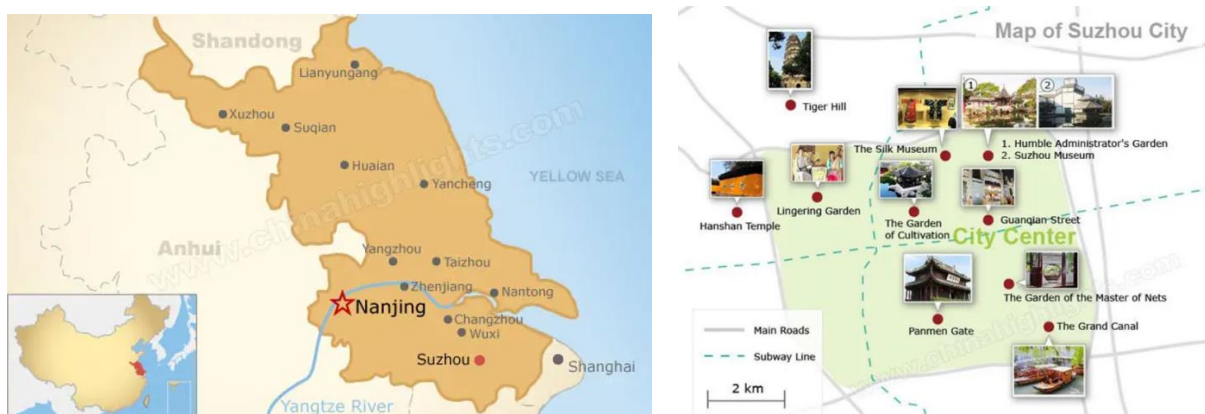 Shandong
Lianyungang
Xuzhou
Suqian
Huaian
Yancheng
YELLOW SEA
www.chinahighlights.com
Anhui
Yangzhou
Taizhou
Zhenjiang
Nantong
Nanjing
Changzhou
Wuxi
Suzhou
Shanghai
Yangtze River
Map of Suzhou City
Tiger Hill
1
2
The Silk Museum
1. Humble Administrator's Garden
2. Suzhou Museum
Hanshan Temple
Lingering Garden
The Garden
of Cultivation
Guanqian Street
City Center
The Garden of the Master of Nets
Panmen Gate
The Grand Canal
Main Roads
Subway Line
2 km
www.chinahighlights.com